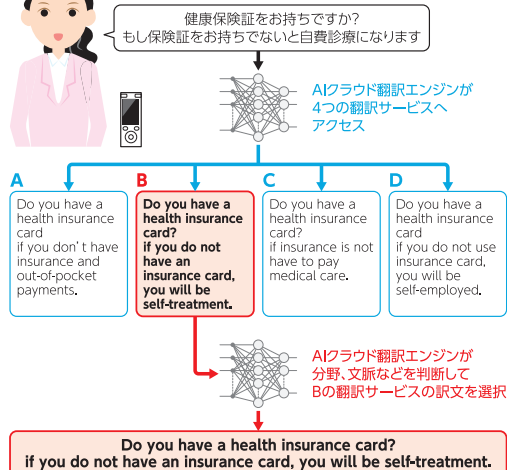 健康保険証をお持ちですか?
もし保険証をお持ちでないと自費診療になります
AIクラウド翻訳エンジンが
4つの翻訳サービスへ
アクセス
A
Do you have a
health insurance
card
if you don't have
insurance and
out-of-pocket
payments.
B
Do you have a
health insurance
card?
if you do not
have an
insurance card,
you will be
self-treatment.
C
Do you have a
health insurance
card?
if insurance is not
have to pay
medical care.
D
Do you have a
health insurance
card
if you do not use
insurance card,
you will be
self-employed.
AIクラウド翻訳エンジンが
分野、文脈などを判断して
Bの翻訳サービスの訳文を選択
Do you have a health insurance card?
if you do not have an insurance card, you will be self-treatment.